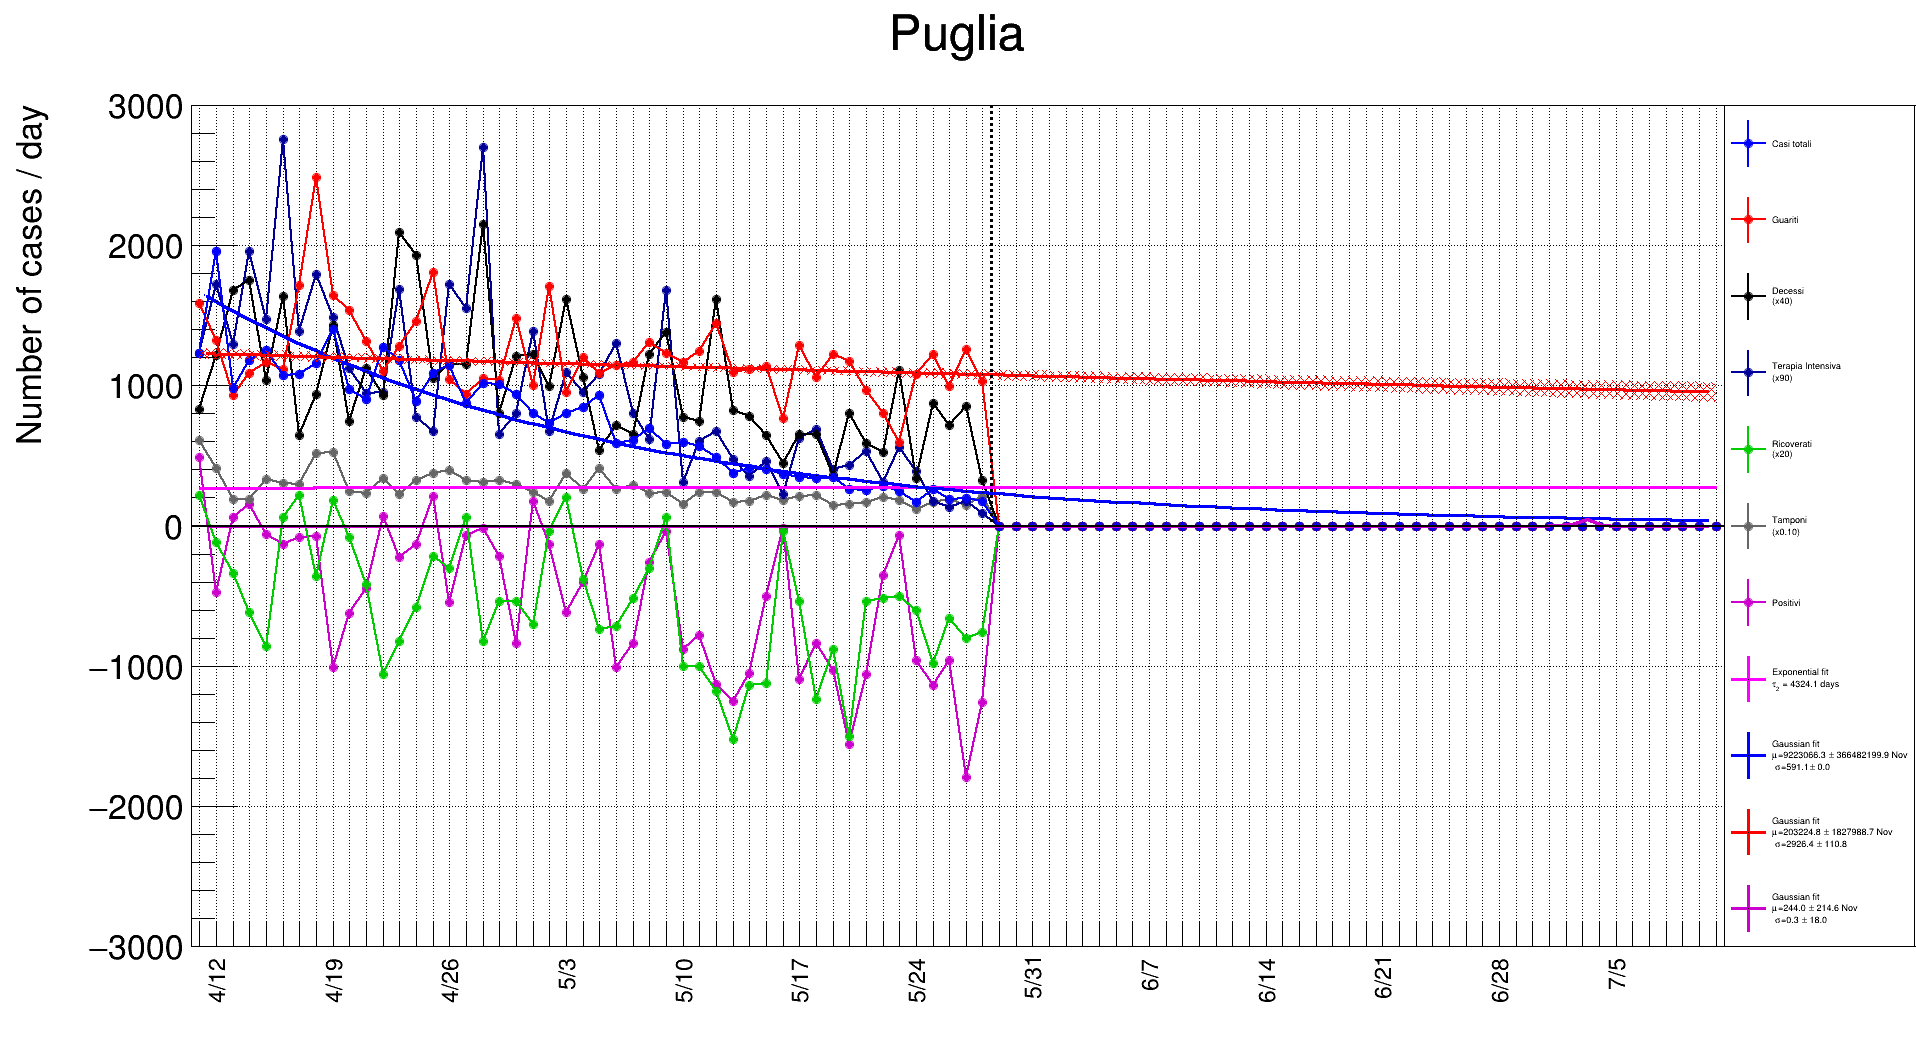 Puglia
Number of cases / day
3000
2000
1000
0
−1000
−2000
−3000
4/12
4/19
4/26
5/3
5/10
5/17
5/24
5/31
6/7
6/14
6/21
6/28
7/5
Casi totali
Guariti
Decessi
(x40)
Terapia Intensiva
(x90)
Ricoverati
(x20)
Tamponi
(x0.10)
Positivi
Exponential fit
τ2 = 4324.1 days
Gaussian fit
μ=9223066.3 ± 366482199.9 Nov
σ=591.1 ± 0.0
Gaussian fit
μ=203224.8 ± 1827988.7 Nov
σ=2926.4 ± 110.8
Gaussian fit
μ=244.0 ± 214.6 Nov
σ=0.3 ± 18.0